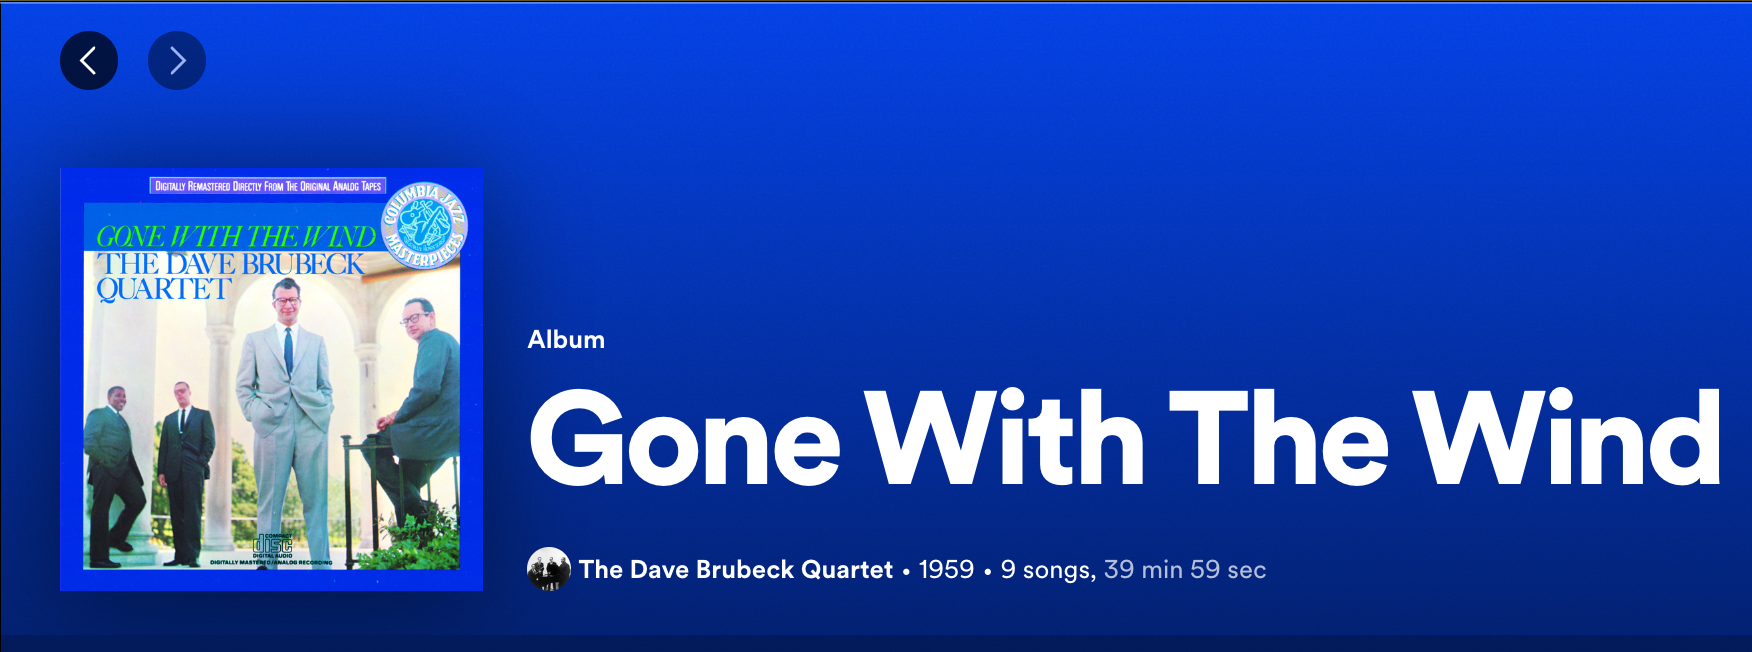 DIGITALLY REMASTERED DIRECTLY FROM THE ORIGINAL ANALOG TAPES
COLUMBIA JAZZ
MASTERPIECES
GONE WITH THE WIND
THE DAVE BRUBECK
QUARTET
COMPACT
disc
DIGITAL AUDIO
DIGITALLY MASTERED/ANALOG RECORDING
Album
Gone With The Wind
The Dave Brubeck Quartet • 1959 • 9 songs, 39 min 59 sec